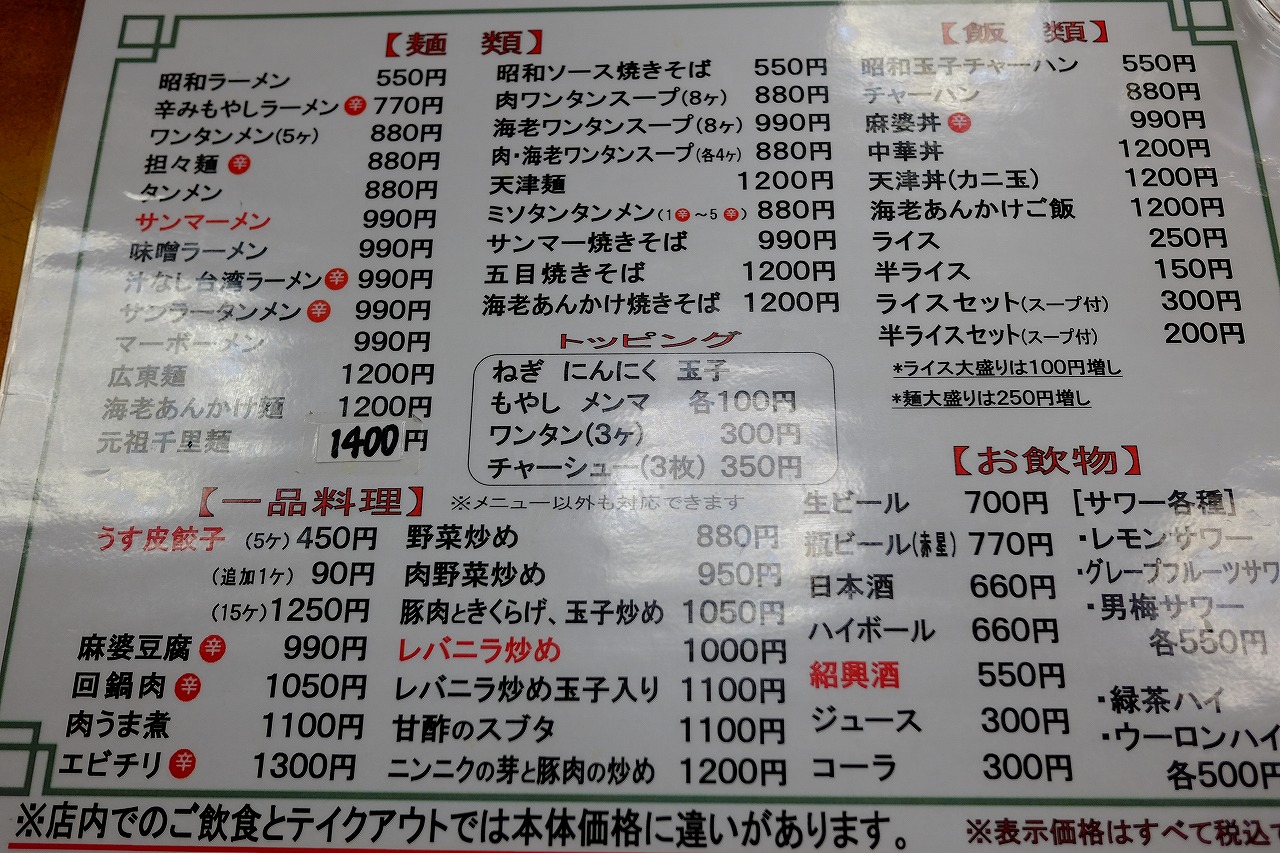 【麺 類】
昭和ラーメン 550円
辛みもやしラーメン 辛 770円
ワンタンメン(5ヶ) 880円
担々麺 辛 880円
タンメン 880円
サンマーメン 990円
味噌ラーメン 990円
汁なし台湾ラーメン 辛 990円
サンラータンメン 辛 990円
マーボーメン 990円
広東麺 1200円
海老あんかけ麺 1200円
元祖千里麺 1400円
昭和ソース焼きそば 550円
肉ワンタンスープ(8ヶ) 880円
海老ワンタンスープ(8ヶ) 990円
肉・海老ワンタンスープ(各4ヶ) 880円
天津麺 1200円
ミソタンタンメン(1辛～5辛) 880円
サンマー焼きそば 990円
五目焼きそば 1200円
海老あんかけ焼きそば 1200円
トッピング
ねぎ にんにく 玉子
もやし メンマ 各100円
ワンタン(3ヶ) 300円
チャーシュー(3枚) 350円
※メニュー以外も対応できます
【飯 類】
昭和玉子チャーハン 550円
チャーハン 880円
麻婆丼 辛 990円
中華丼 1200円
天津丼(カニ玉) 1200円
海老あんかけご飯 1200円
ライス 250円
半ライス 150円
ライスセット(スープ付) 300円
半ライスセット(スープ付) 200円
*ライス大盛りは100円増し
*麺大盛りは250円増し
【一品料理】
うす皮餃子 (5ケ) 450円
(追加1ケ) 90円
(15ケ) 1250円
麻婆豆腐 辛 990円
回鍋肉 辛 1050円
肉うま煮 1100円
エビチリ 辛 1300円
野菜炒め 880円
肉野菜炒め 950円
豚肉ときくらげ、玉子炒め 1050円
レバニラ炒め 1000円
レバニラ炒め玉子入り 1100円
甘酢のスブタ 1100円
ニンニクの芽と豚肉の炒め 1200円
【お飲物】
生ビール 700円
瓶ビール(赤星) 770円
日本酒 660円
ハイボール 660円
紹興酒 550円
ジュース 300円
コーラ 300円
[サワー各種]
・レモンサワー
・グレープフルーツサワ
・男梅サワー
各550円
・緑茶ハイ
・ウーロンハイ
各500円
※店内でのご飲食とテイクアウトでは本体価格に違いがあります。
※表示価格はすべて税込